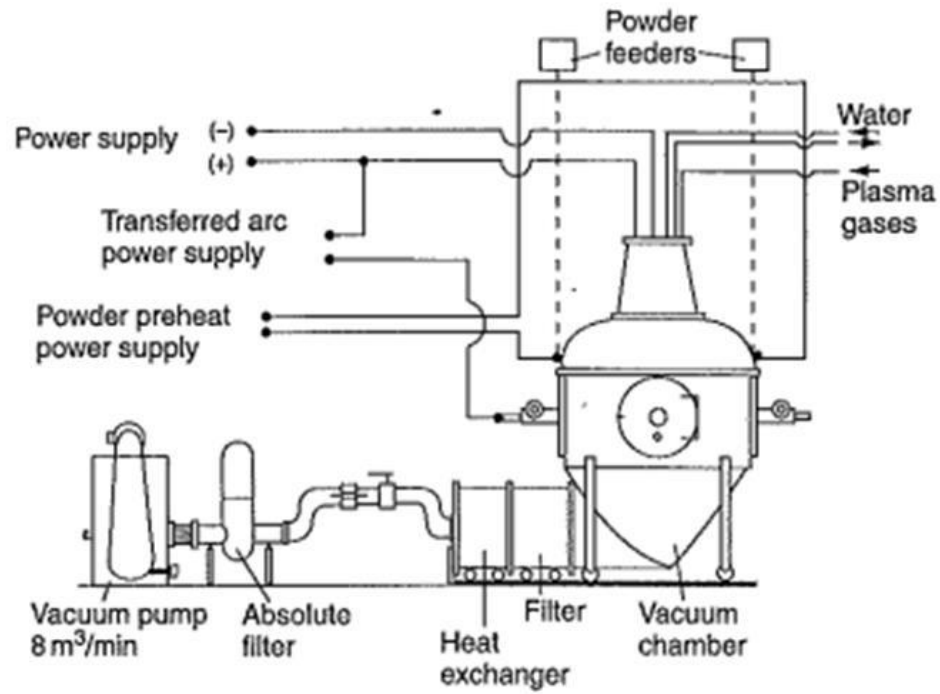 Powder
feeders
Water
Power supply (–)
(+)
Plasma
gases
Transferred arc
power supply
Powder preheat
power supply
Vacuum pump
8 m³/min
Absolute
filter
Heat
exchanger
Filter
Vacuum
chamber